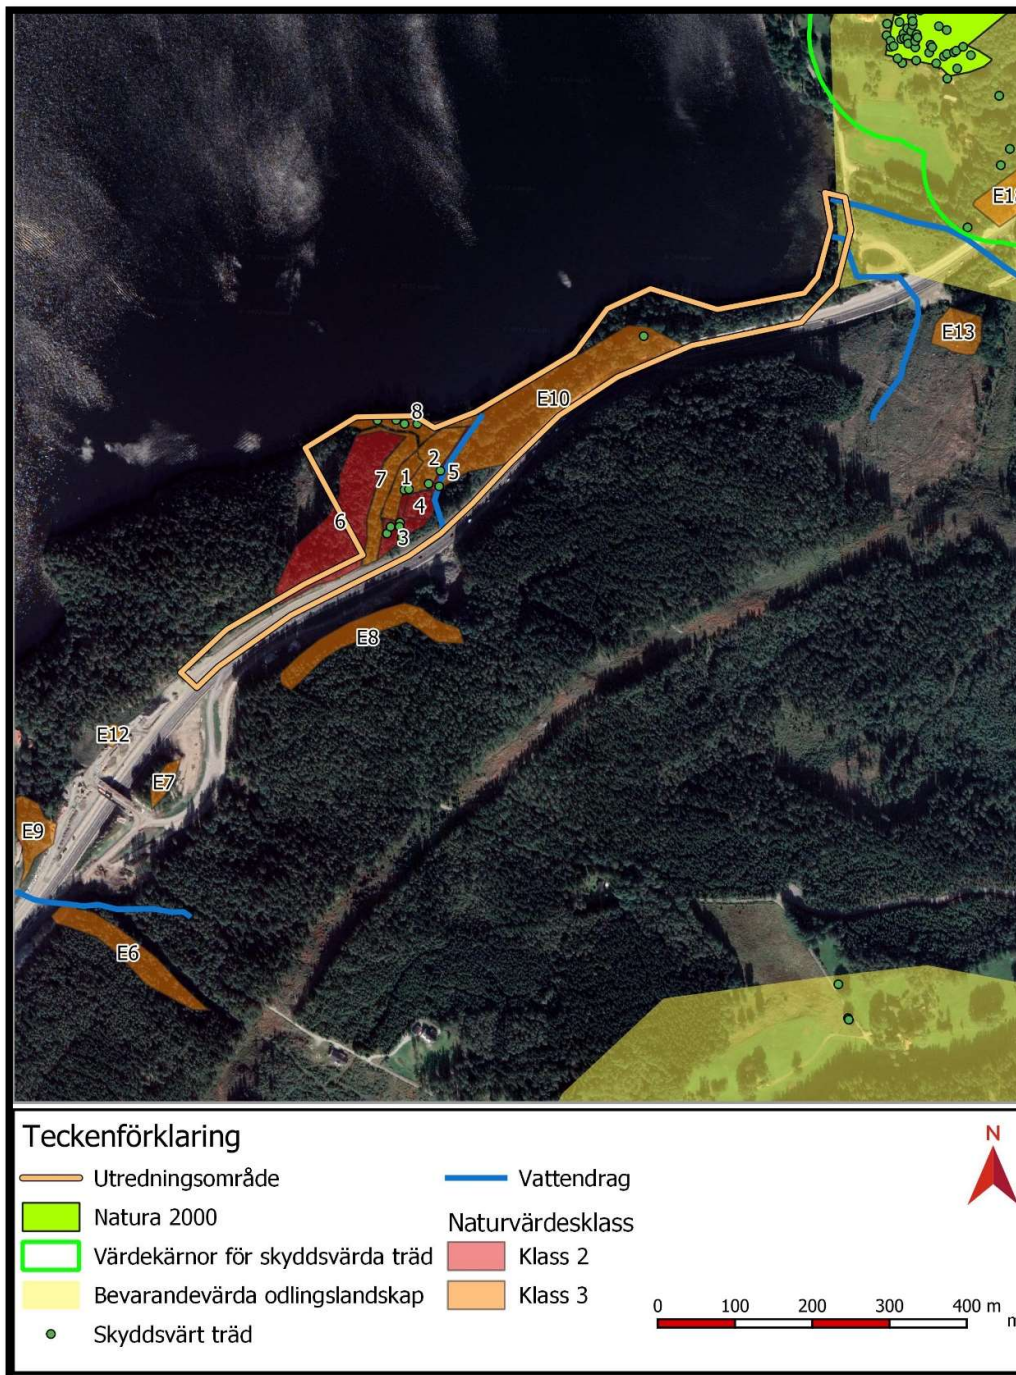 E1
E13
E10
8
2
7
1
5
4
6
3
E8
E12
E7
E9
E6
Teckenförklaring
N
Utredningsområde
Vattendrag
Natura 2000
Naturvärdesklass
Värdekärnor för skyddsvärda träd
Klass 2
Bevarandevärda odlingslandskap
Klass 3
Skyddsvärt träd
0 100 200 300 400 m
m